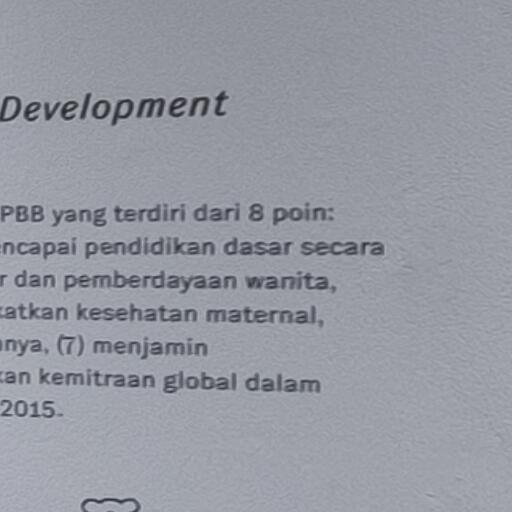 Development
PBB yang terdiri dari 8 poin:
ncapai pendidikan dasar secara
r dan pemberdayaan wanita,
katkan kesehatan maternal,
nya, (7) menjamin
kan kemitraan global dalam
2015.